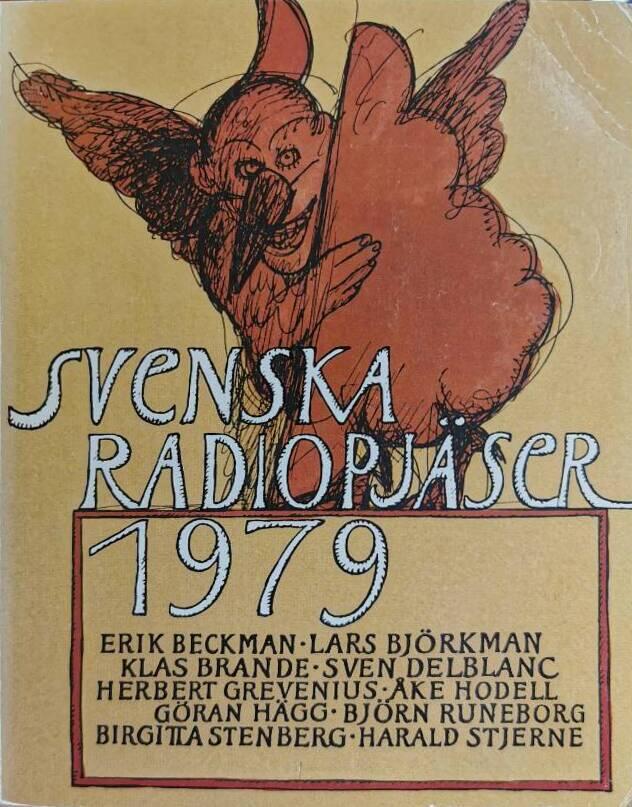 SVENSKA
RADIOPJÄSER
1979
ERIK BECKMAN · LARS BJÖRKMAN
KLAS BRANDE · SVEN DELBLANC
HERBERT GREVENIUS · ÅKE HODELL
GÖRAN HÄGG · BJÖRN RUNEBORG
BIRGITTA STENBERG · HARALD STJERNE